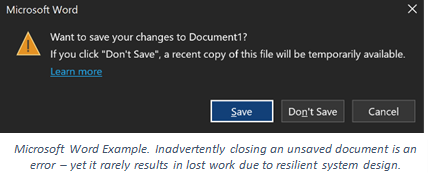 Microsoft Word
Want to save your changes to Document1?
If you click "Don't Save", a recent copy of this file will be temporarily available.
Learn more
Save
Don't Save
Cancel
Microsoft Word Example. Inadvertently closing an unsaved document is an
error – yet it rarely results in lost work due to resilient system design.